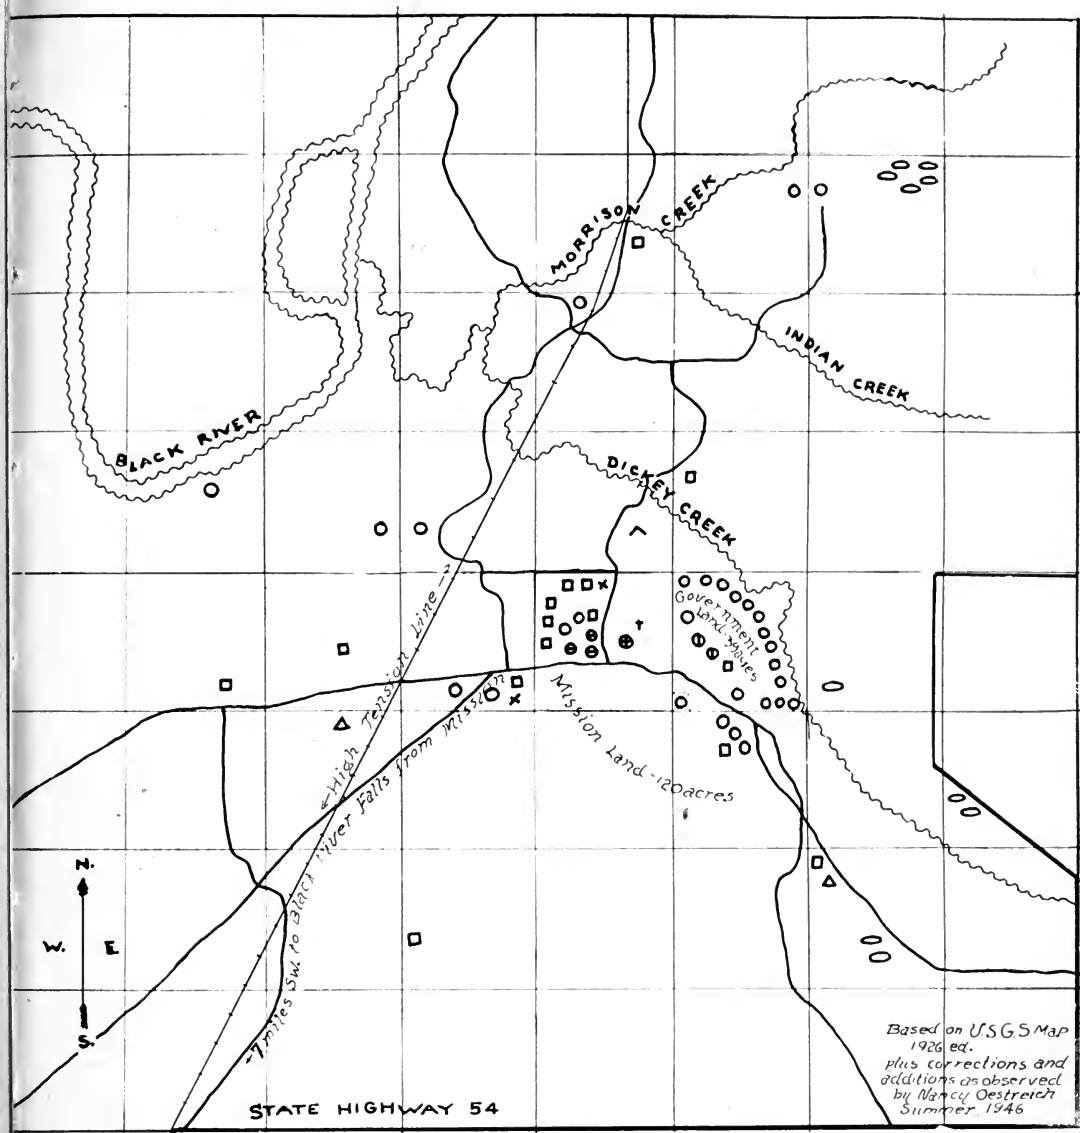 MORRISON CREEK
INDIAN CREEK
BLACK RIVER
DICKEY CREEK
Government
Land-390acres
←High Tension Line→
Mission Land-120acres
-7 miles Sw. to Black River Falls from Mission
N.
W. E.
S.
STATE HIGHWAY 54
Based on U.S.G.S Map
1926 ed.
plus corrections and
additions as observed
by Nancy Oestreich
Summer 1946